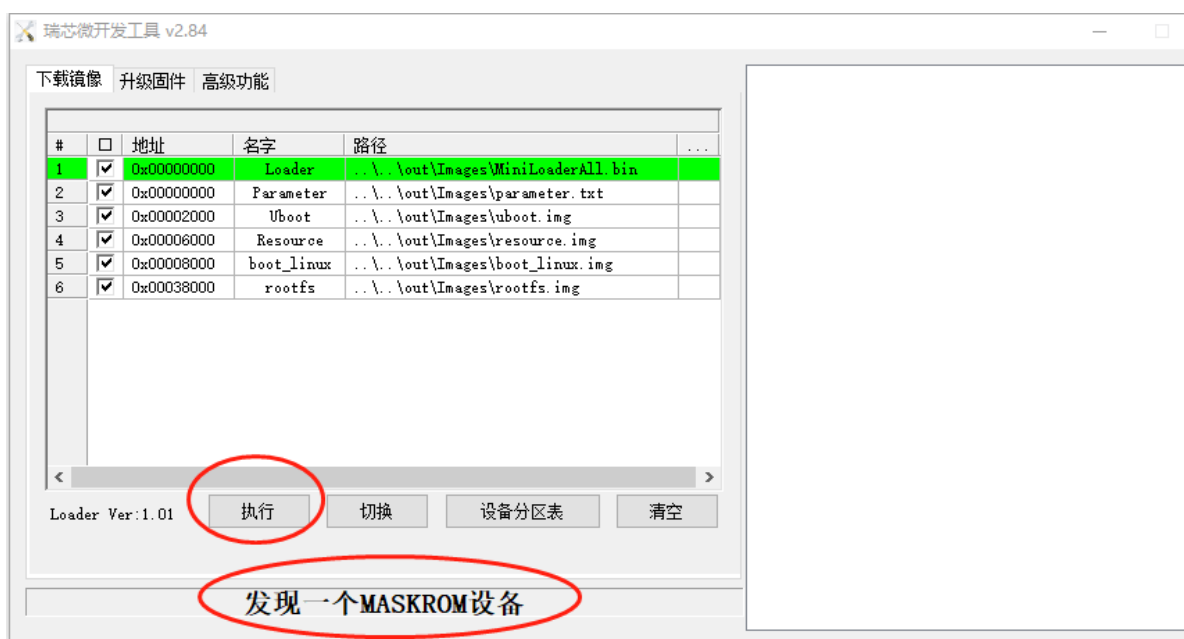 瑞芯微开发工具 v2.84
下载镜像 升级固件 高级功能
# 地址 名字 路径 ...
1 0x00000000 Loader ..\..\out\Images\MiniLoaderAll.bin
2 0x00000000 Parameter ..\..\out\Images\parameter.txt
3 0x00002000 Uboot ..\..\out\Images\uboot.img
4 0x00006000 Resource ..\..\out\Images\resource.img
5 0x00008000 boot_linux ..\..\out\Images\boot_linux.img
6 0x00038000 rootfs ..\..\out\Images\rootfs.img
Loader Ver:1.01 执行 切换 设备分区表 清空
发现一个MASKROM设备